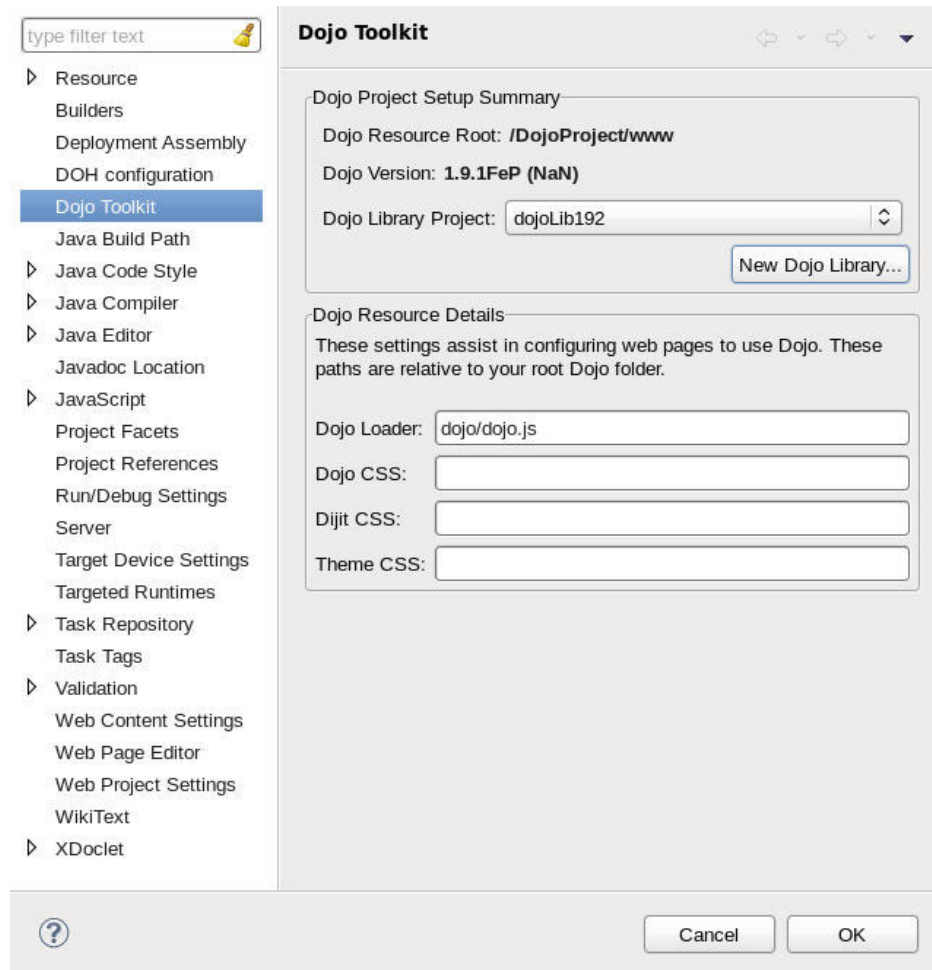 type filter text
Resource
Builders
Deployment Assembly
DOH configuration
Dojo Toolkit
Java Build Path
Java Code Style
Java Compiler
Java Editor
Javadoc Location
JavaScript
Project Facets
Project References
Run/Debug Settings
Server
Target Device Settings
Targeted Runtimes
Task Repository
Task Tags
Validation
Web Content Settings
Web Page Editor
Web Project Settings
WikiText
XDoclet
Dojo Toolkit
Dojo Project Setup Summary
Dojo Resource Root: /DojoProject/www
Dojo Version: 1.9.1FeP (NaN)
Dojo Library Project: dojoLib192
New Dojo Library...
Dojo Resource Details
These settings assist in configuring web pages to use Dojo. These
paths are relative to your root Dojo folder.
Dojo Loader: dojo/dojo.js
Dojo CSS:
Dijit CSS:
Theme CSS:
?
Cancel
OK